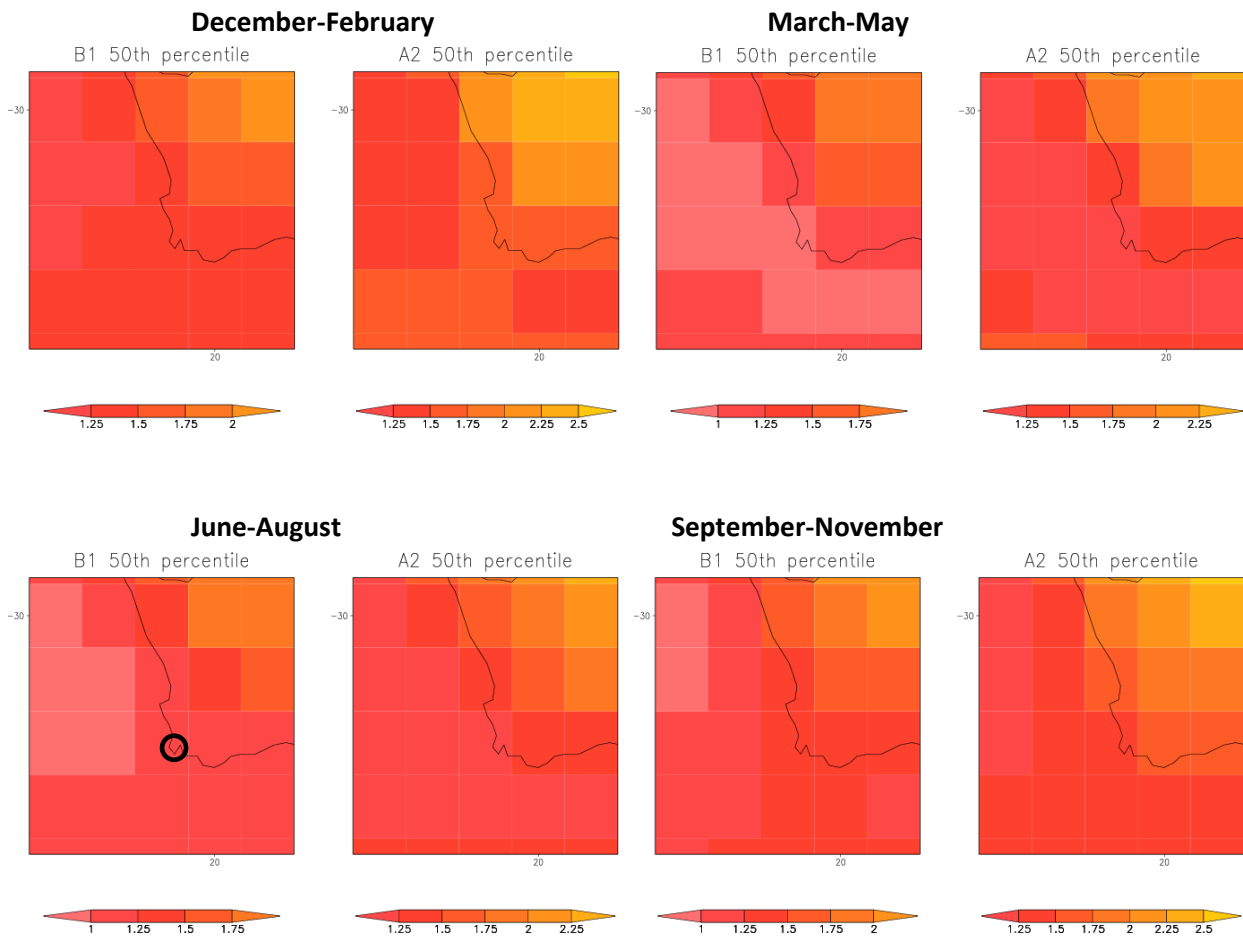 December-February
March-May
B1 50th percentile
A2 50th percentile
B1 50th percentile
A2 50th percentile
-30
-30
20
20
20
20
1.25 1.5 1.75 2
1.25 1.5 1.75 2 2.25 2.5
1 1.25 1.5 1.75
1.25 1.5 1.75 2 2.25
June-August
September-November
B1 50th percentile
A2 50th percentile
B1 50th percentile
A2 50th percentile
-30
-30
20
20
20
20
1 1.25 1.5 1.75
1.25 1.5 1.75 2 2.25
1 1.25 1.5 1.75 2
1.25 1.5 1.75 2 2.25 2.5